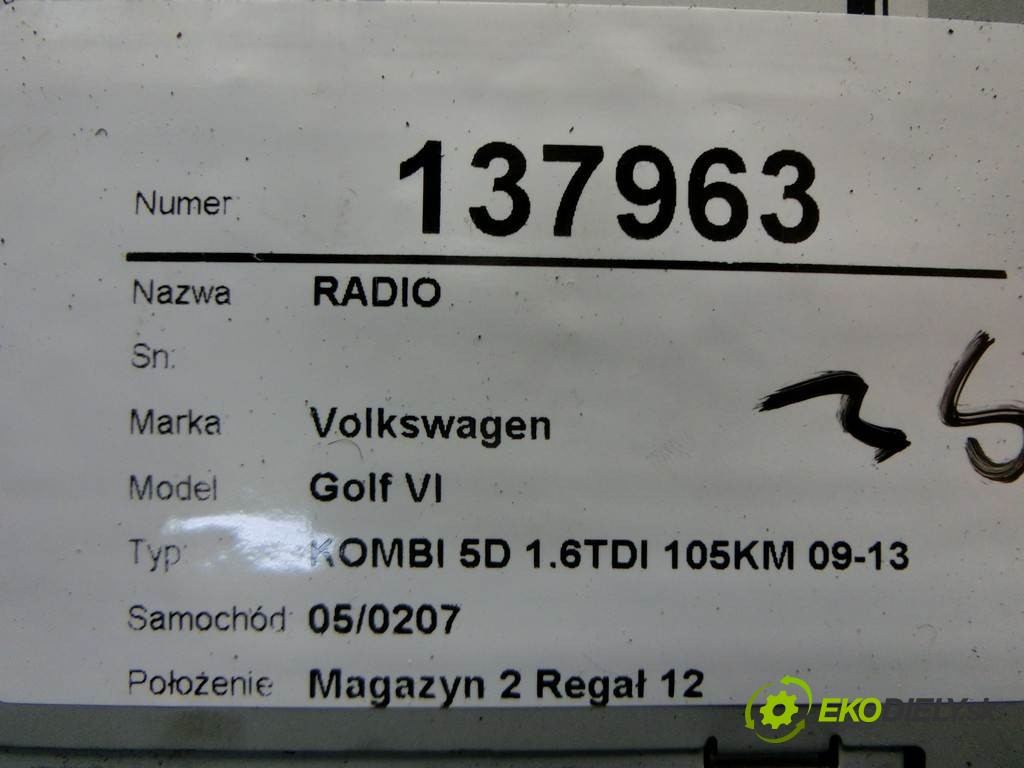 Numer: 137963
Nazwa RADIO
Sn:
Marka Volkswagen
Model Golf VI
Typ: KOMBI 5D 1.6TDI 105KM 09-13
Samochód: 05/0207
Położenie Magazyn 2 Regał 12
EKODIELY.sk